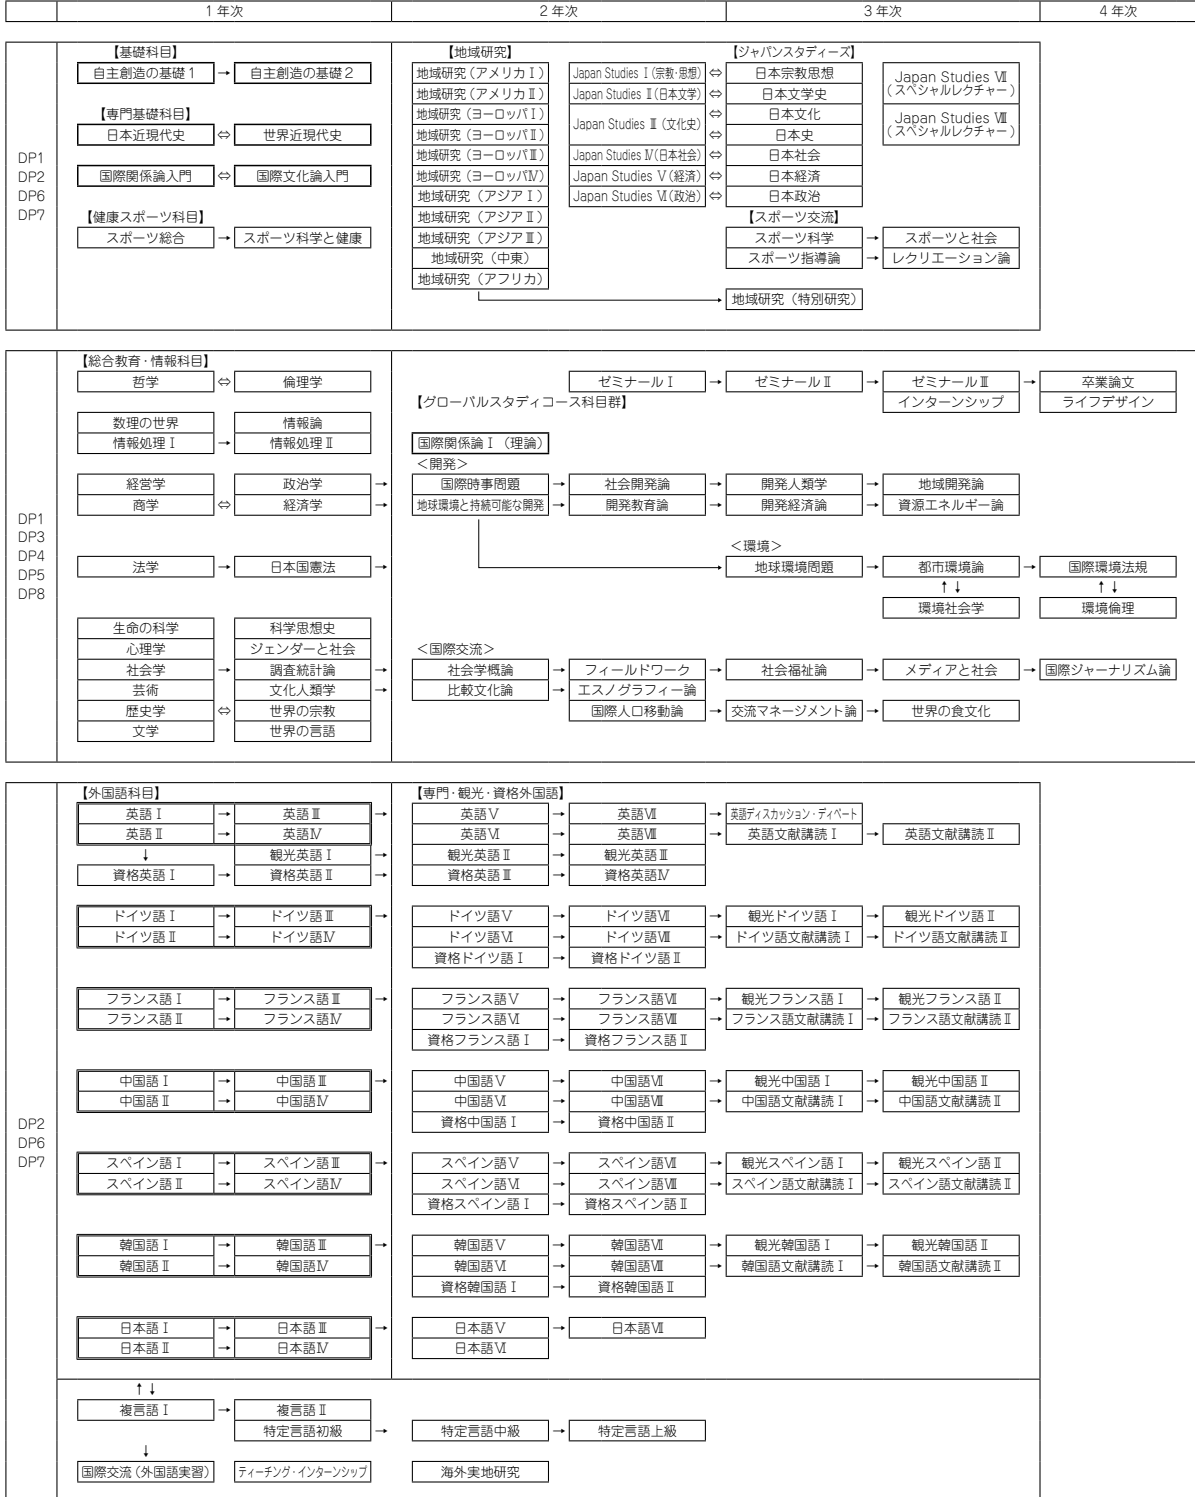 1年次 2年次 3年次 4年次
DP1
DP2
DP6
DP7
【基礎科目】 【地域研究】 【ジャパンスタディーズ】
自主創造の基礎1 → 自主創造の基礎2 地域研究（アメリカⅠ） Japan Studies Ⅰ（宗教・思想） ⇔ 日本宗教思想 Japan Studies Ⅶ
（スペシャルレクチャー）
地域研究（アメリカⅡ） Japan Studies Ⅱ（日本文学） ⇔ 日本文学史
【専門基礎科目】 地域研究（ヨーロッパⅠ） Japan Studies Ⅲ（文化史） ⇔ 日本文化 Japan Studies Ⅷ
（スペシャルレクチャー）
日本近現代史 ⇔ 世界近現代史 地域研究（ヨーロッパⅡ） ⇔ 日本史
地域研究（ヨーロッパⅢ） Japan Studies Ⅳ（日本社会） ⇔ 日本社会
国際関係論入門 ⇔ 国際文化論入門 地域研究（ヨーロッパⅣ） Japan Studies Ⅴ（経済） ⇔ 日本経済
地域研究（アジアⅠ） Japan Studies Ⅵ（政治） ⇔ 日本政治
【健康スポーツ科目】 地域研究（アジアⅡ） 【スポーツ交流】
スポーツ総合 → スポーツ科学と健康 地域研究（アジアⅢ） スポーツ科学 → スポーツと社会
地域研究（中東） スポーツ指導論 → レクリエーション論
地域研究（アフリカ）
→ 地域研究（特別研究）
DP1
DP3
DP4
DP5
DP8
【総合教育・情報科目】
哲学 ⇔ 倫理学 ゼミナールⅠ → ゼミナールⅡ → ゼミナールⅢ → 卒業論文
【グローバルスタディコース科目群】 インターンシップ ライフデザイン
数理の世界 情報論
情報処理Ⅰ → 情報処理Ⅱ 国際関係論Ⅰ（理論）
＜開発＞
経営学 政治学 → 国際時事問題 → 社会開発論 → 開発人類学 → 地域開発論
商学 ⇔ 経済学 → 地球環境と持続可能な開発 → 開発教育論 → 開発経済論 → 資源エネルギー論
＜環境＞
法学 → 日本国憲法 → → 地球環境問題 → 都市環境論 → 国際環境法規
↑↓ ↑↓
環境社会学 環境倫理
生命の科学 科学思想史
心理学 ジェンダーと社会 ＜国際交流＞
社会学 → 調査統計論 → 社会学概論 → フィールドワーク → 社会福祉論 → メディアと社会 → 国際ジャーナリズム論
芸術 文化人類学 → 比較文化論 → エスノグラフィー論
歴史学 ⇔ 世界の宗教 国際人口移動論 → 交流マネージメント論 → 世界の食文化
文学 世界の言語
DP2
DP6
DP7
【外国語科目】 【専門・観光・資格外国語】
英語Ⅰ → 英語Ⅲ → 英語Ⅴ → 英語Ⅶ → 英語ディスカッション・ディベート
英語Ⅱ → 英語Ⅳ 英語Ⅵ → 英語Ⅷ → 英語文献講読Ⅰ → 英語文献講読Ⅱ
↓ 観光英語Ⅰ → 観光英語Ⅱ → 観光英語Ⅲ
資格英語Ⅰ → 資格英語Ⅱ → 資格英語Ⅲ → 資格英語Ⅳ
ドイツ語Ⅰ → ドイツ語Ⅲ → ドイツ語Ⅴ → ドイツ語Ⅶ → 観光ドイツ語Ⅰ → 観光ドイツ語Ⅱ
ドイツ語Ⅱ → ドイツ語Ⅳ ドイツ語Ⅵ → ドイツ語Ⅷ → ドイツ語文献講読Ⅰ → ドイツ語文献講読Ⅱ
資格ドイツ語Ⅰ → 資格ドイツ語Ⅱ
フランス語Ⅰ → フランス語Ⅲ → フランス語Ⅴ → フランス語Ⅶ → 観光フランス語Ⅰ → 観光フランス語Ⅱ
フランス語Ⅱ → フランス語Ⅳ フランス語Ⅵ → フランス語Ⅷ → フランス語文献講読Ⅰ → フランス語文献講読Ⅱ
資格フランス語Ⅰ → 資格フランス語Ⅱ
中国語Ⅰ → 中国語Ⅲ → 中国語Ⅴ → 中国語Ⅶ → 観光中国語Ⅰ → 観光中国語Ⅱ
中国語Ⅱ → 中国語Ⅳ 中国語Ⅵ → 中国語Ⅷ → 中国語文献講読Ⅰ → 中国語文献講読Ⅱ
資格中国語Ⅰ → 資格中国語Ⅱ
スペイン語Ⅰ → スペイン語Ⅲ → スペイン語Ⅴ → スペイン語Ⅶ → 観光スペイン語Ⅰ → 観光スペイン語Ⅱ
スペイン語Ⅱ → スペイン語Ⅳ スペイン語Ⅵ → スペイン語Ⅷ → スペイン語文献講読Ⅰ → スペイン語文献講読Ⅱ
資格スペイン語Ⅰ → 資格スペイン語Ⅱ
韓国語Ⅰ → 韓国語Ⅲ → 韓国語Ⅴ → 韓国語Ⅶ → 観光韓国語Ⅰ → 観光韓国語Ⅱ
韓国語Ⅱ → 韓国語Ⅳ 韓国語Ⅵ → 韓国語Ⅷ → 韓国語文献講読Ⅰ → 韓国語文献講読Ⅱ
資格韓国語Ⅰ → 資格韓国語Ⅱ
日本語Ⅰ → 日本語Ⅲ → 日本語Ⅴ → 日本語Ⅶ
日本語Ⅱ → 日本語Ⅳ 日本語Ⅵ
↑↓
複言語Ⅰ → 複言語Ⅱ
特定言語初級 → 特定言語中級 → 特定言語上級
↓
国際交流（外国語実習） ティーチング・インターンシップ 海外実地研究